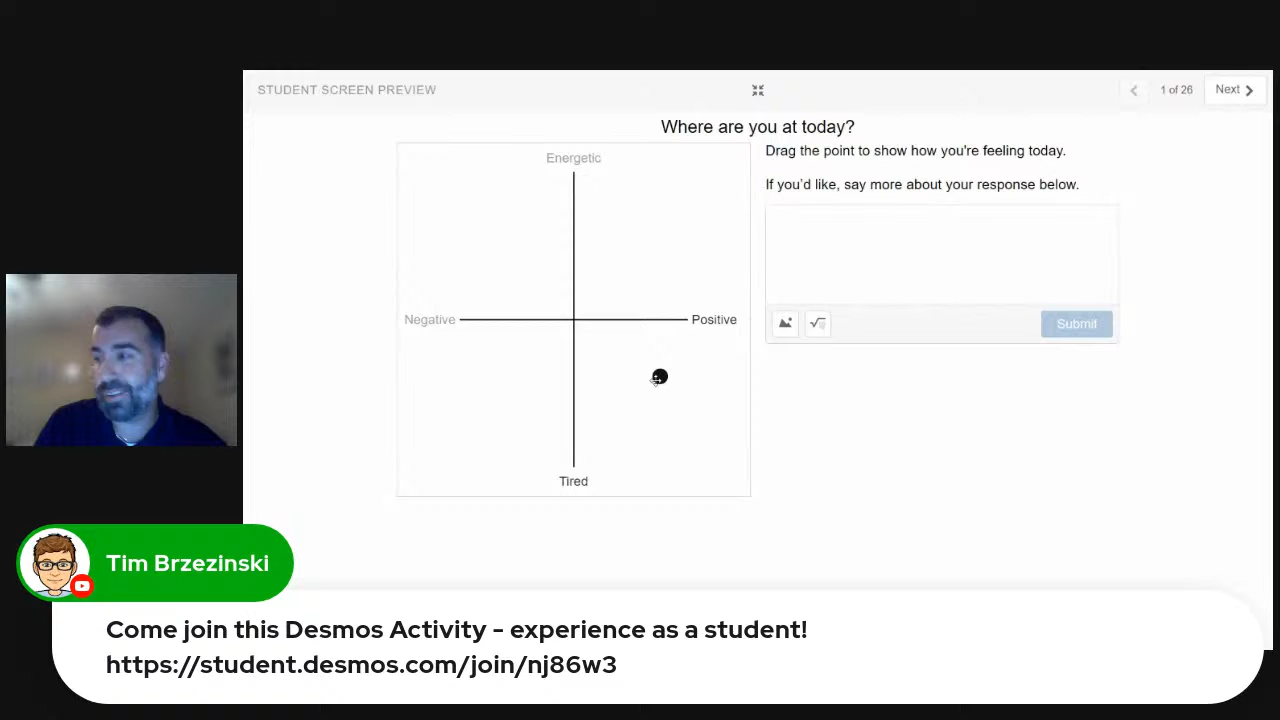 STUDENT SCREEN PREVIEW
1 of 26
Next
Where are you at today?
Energetic
Negative
Positive
Tired
Drag the point to show how you're feeling today.
If you'd like, say more about your response below.
Submit
Tim Brzezinski
Come join this Desmos Activity - experience as a student!
https://student.desmos.com/join/nj86w3